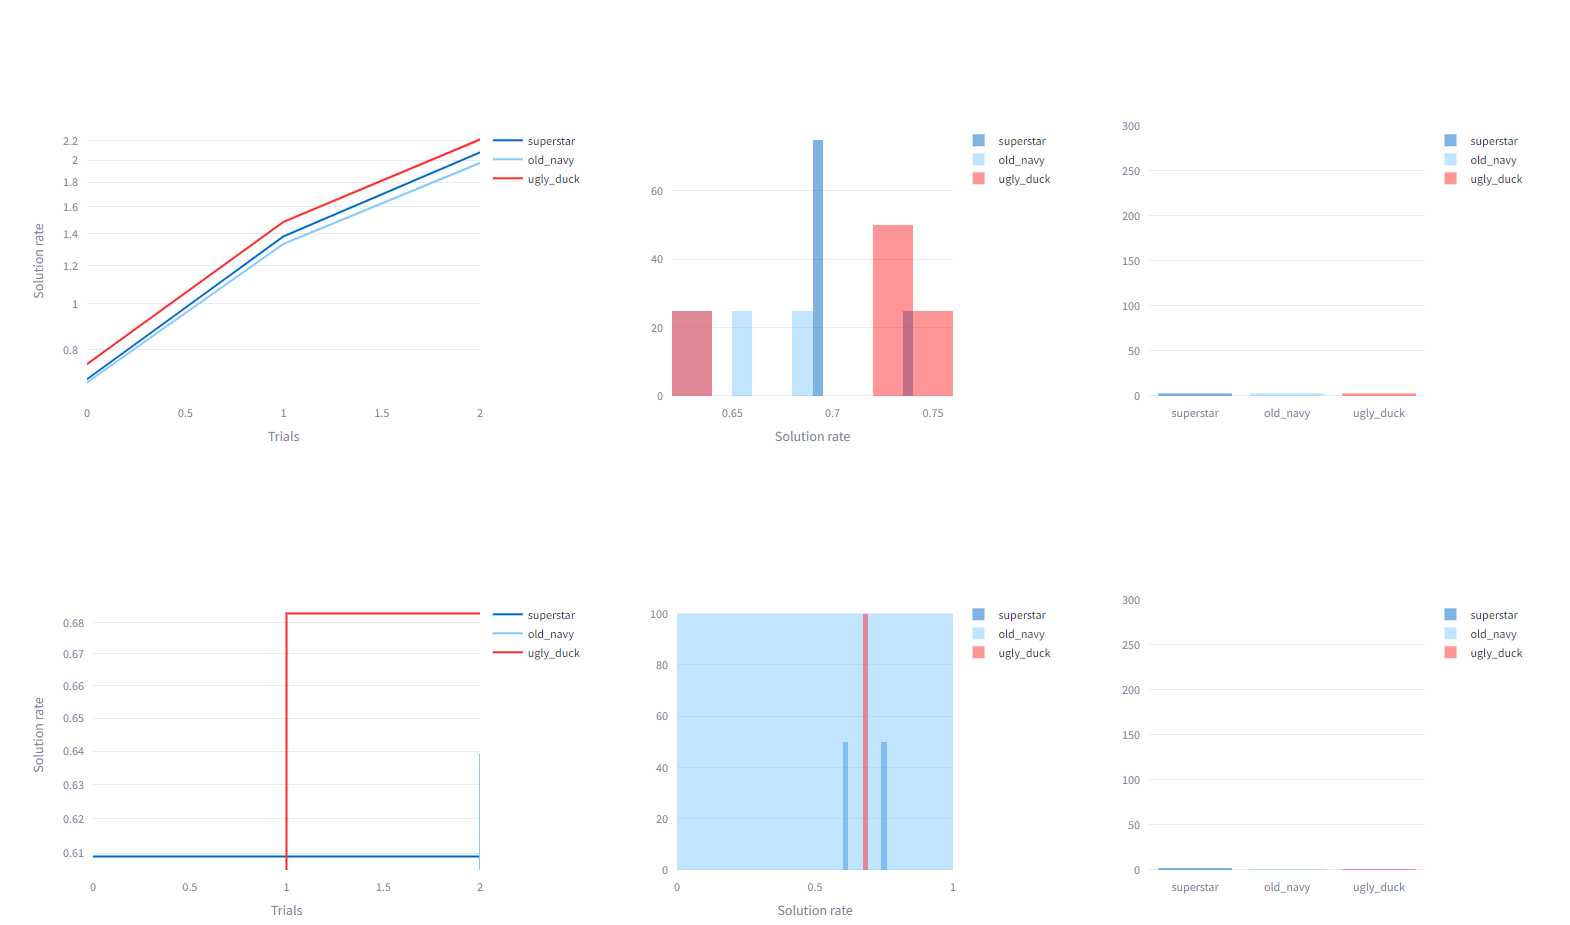 2.2
2
1.8
1.6
1.4
1.2
1
0.8
Solution rate
0
0.5
1
1.5
2
Trials
superstar
old_navy
ugly_duck
60
40
20
0
0.65
0.7
0.75
Solution rate
superstar
old_navy
ugly_duck
300
250
200
150
100
50
0
superstar
old_navy
ugly_duck
superstar
old_navy
ugly_duck
0.68
0.67
0.66
0.65
0.64
0.63
0.62
0.61
Solution rate
0
0.5
1
1.5
2
Trials
superstar
old_navy
ugly_duck
100
80
60
40
20
0
0
0.5
1
Solution rate
superstar
old_navy
ugly_duck
300
250
200
150
100
50
0
superstar
old_navy
ugly_duck
superstar
old_navy
ugly_duck